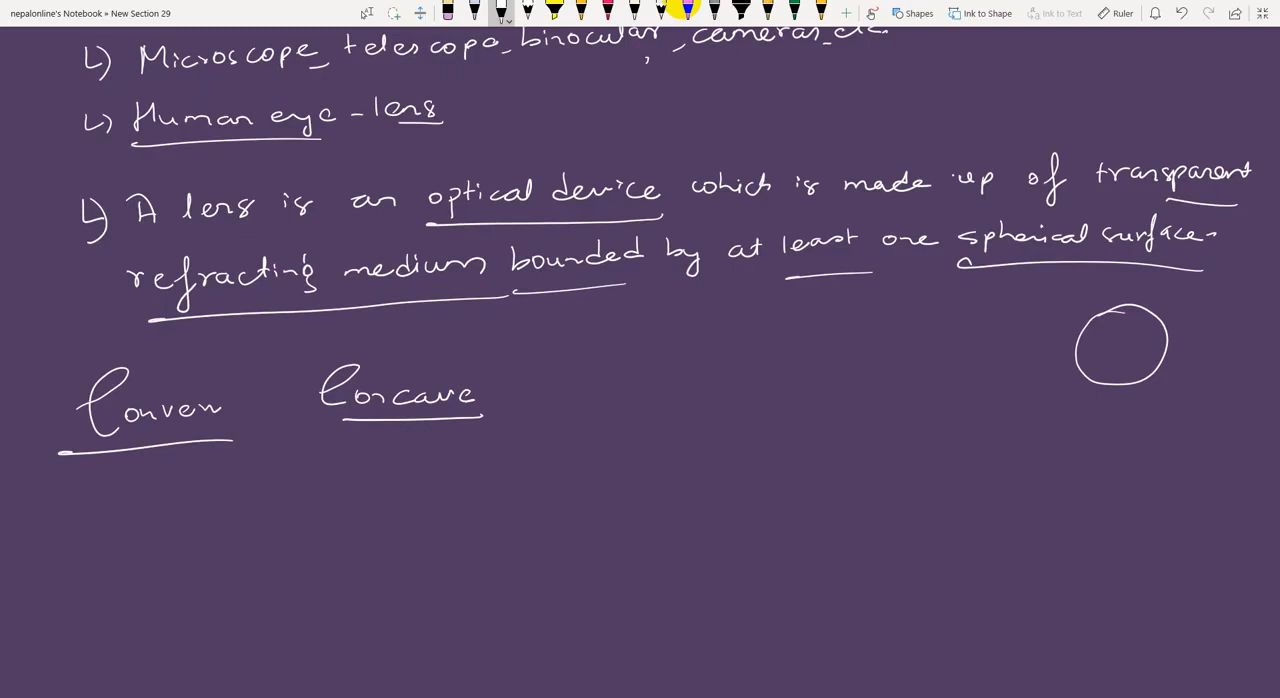 nepalonline's Notebook » New Section 29
Shapes Ink to Shape Ink to Text Ruler
Microscope, telescope, binocular, cameras, etc.
Human eye - lens
A lens is an optical device which is made up of transparent
refracting medium bounded by at least one spherical surface.
Convex Concave